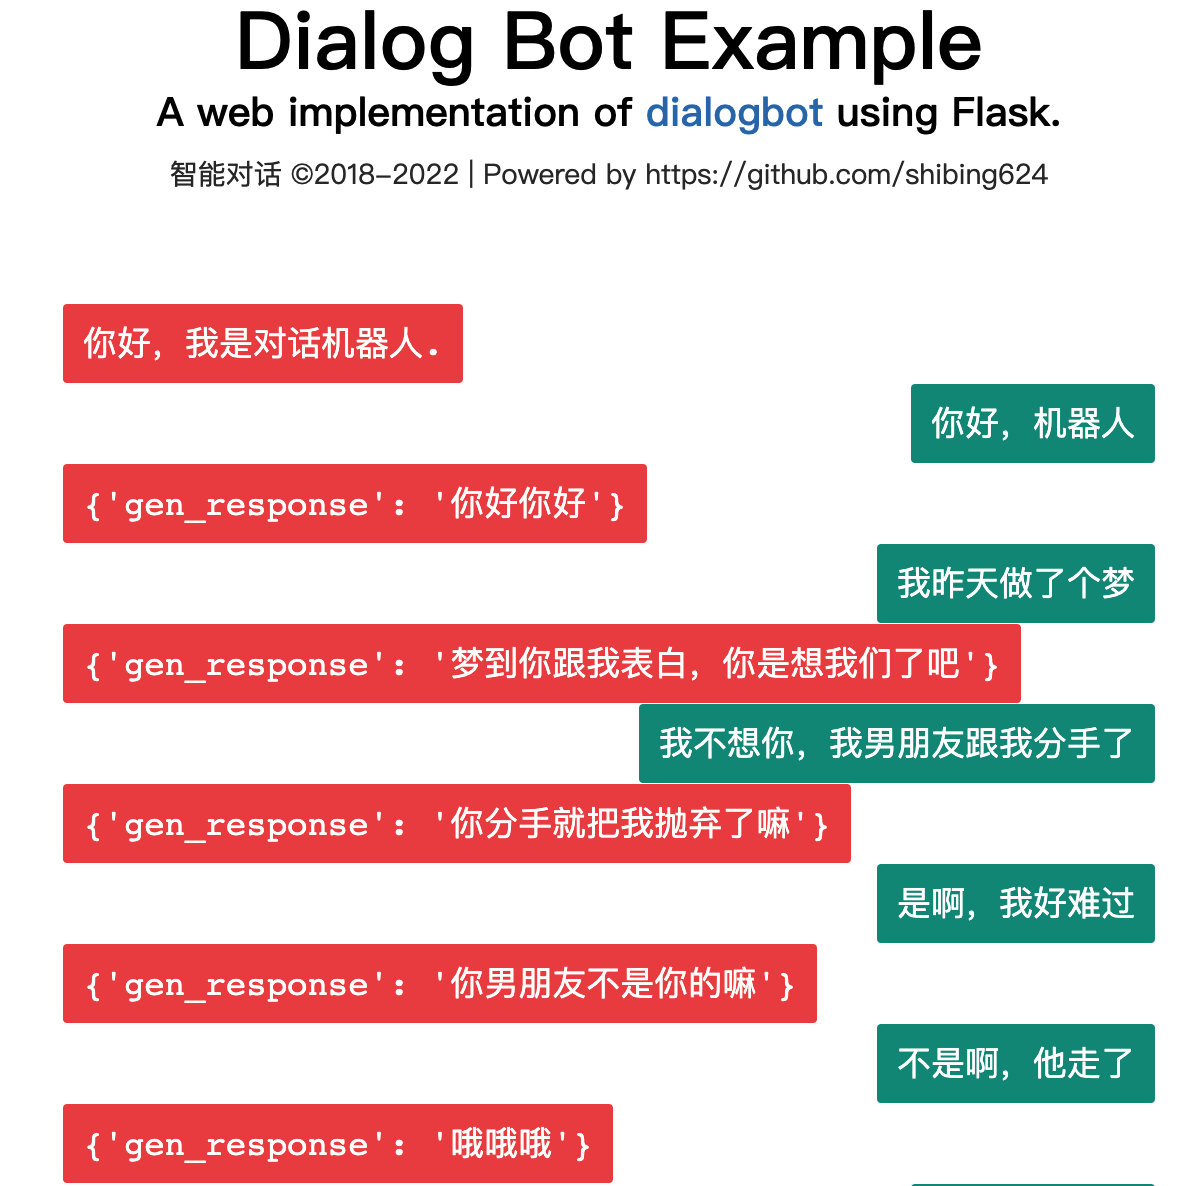 Dialog Bot Example
A web implementation of dialogbot using Flask.
智能对话 ©2018-2022 | Powered by https://github.com/shibing624
你好，我是对话机器人.
你好，机器人
{'gen_response': '你好你好'}
我昨天做了个梦
{'gen_response': '梦到你跟我表白，你是想我们了吧'}
我不想你，我男朋友跟我分手了
{'gen_response': '你分手就把我抛弃了嘛'}
是啊，我好难过
{'gen_response': '你男朋友不是你的嘛'}
不是啊，他走了
{'gen_response': '哦哦哦'}